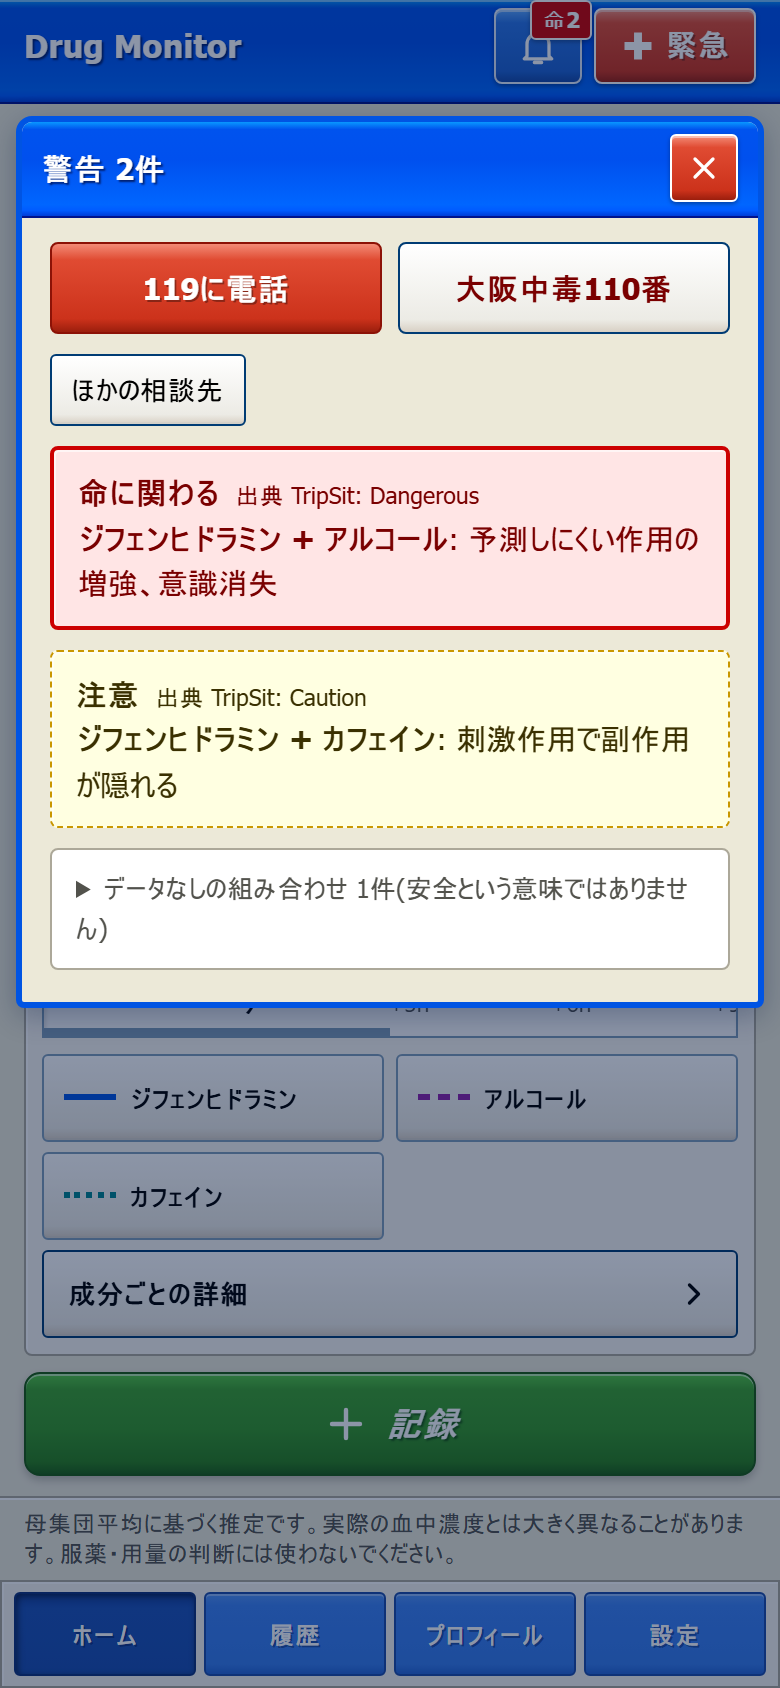 Drug Monitor
命2
緊急
警告 2件
119に電話
大阪中毒110番
ほかの相談先
命に関わる 出典 TripSit: Dangerous
ジフェンヒドラミン + アルコール: 予測しにくい作用の
増強、意識消失
注意 出典 TripSit: Caution
ジフェンヒドラミン + カフェイン: 刺激作用で副作用
が隠れる
▶ データなしの組み合わせ 1件(安全という意味ではありませ
ん)
ジフェンヒドラミン
アルコール
カフェイン
成分ごとの詳細
+ 記録
母集団平均に基づく推定です。実際の血中濃度とは大きく異なることがありま
す。服薬・用量の判断には使わないでください。
ホーム
履歴
プロフィール
設定